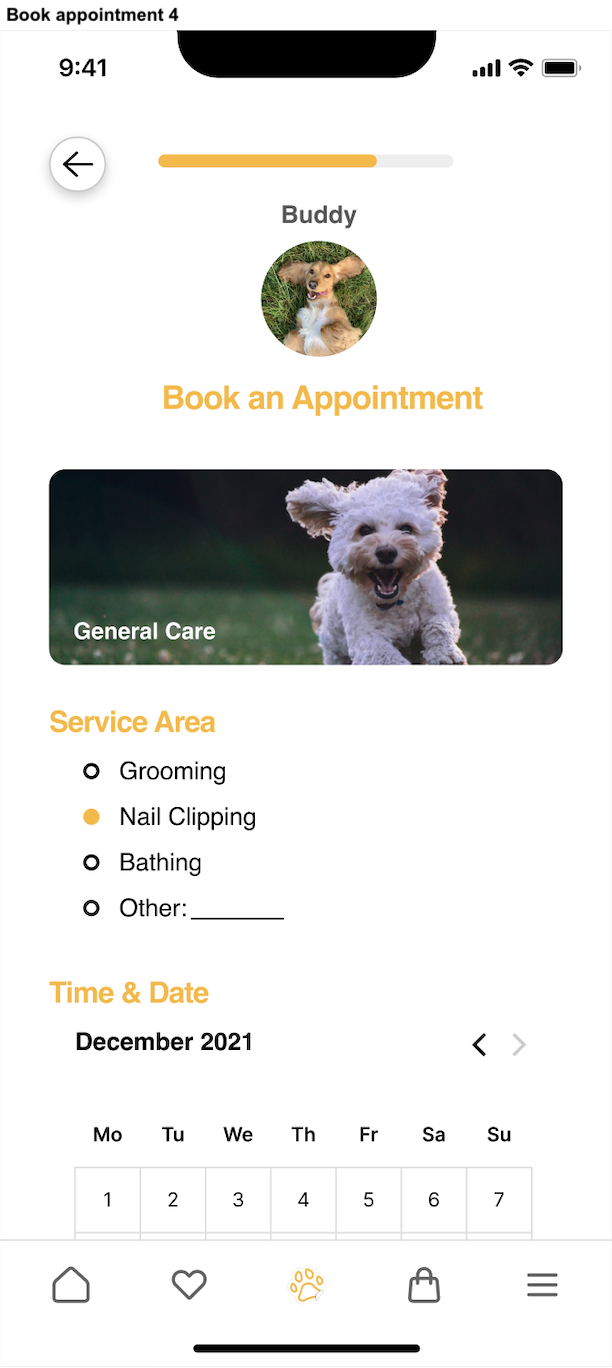 Book appointment 4
9:41
Buddy
Book an Appointment
General Care
Service Area
Grooming
Nail Clipping
Bathing
Other: _______
Time & Date
December 2021
Mo Tu We Th Fr Sa Su
1 2 3 4 5 6 7